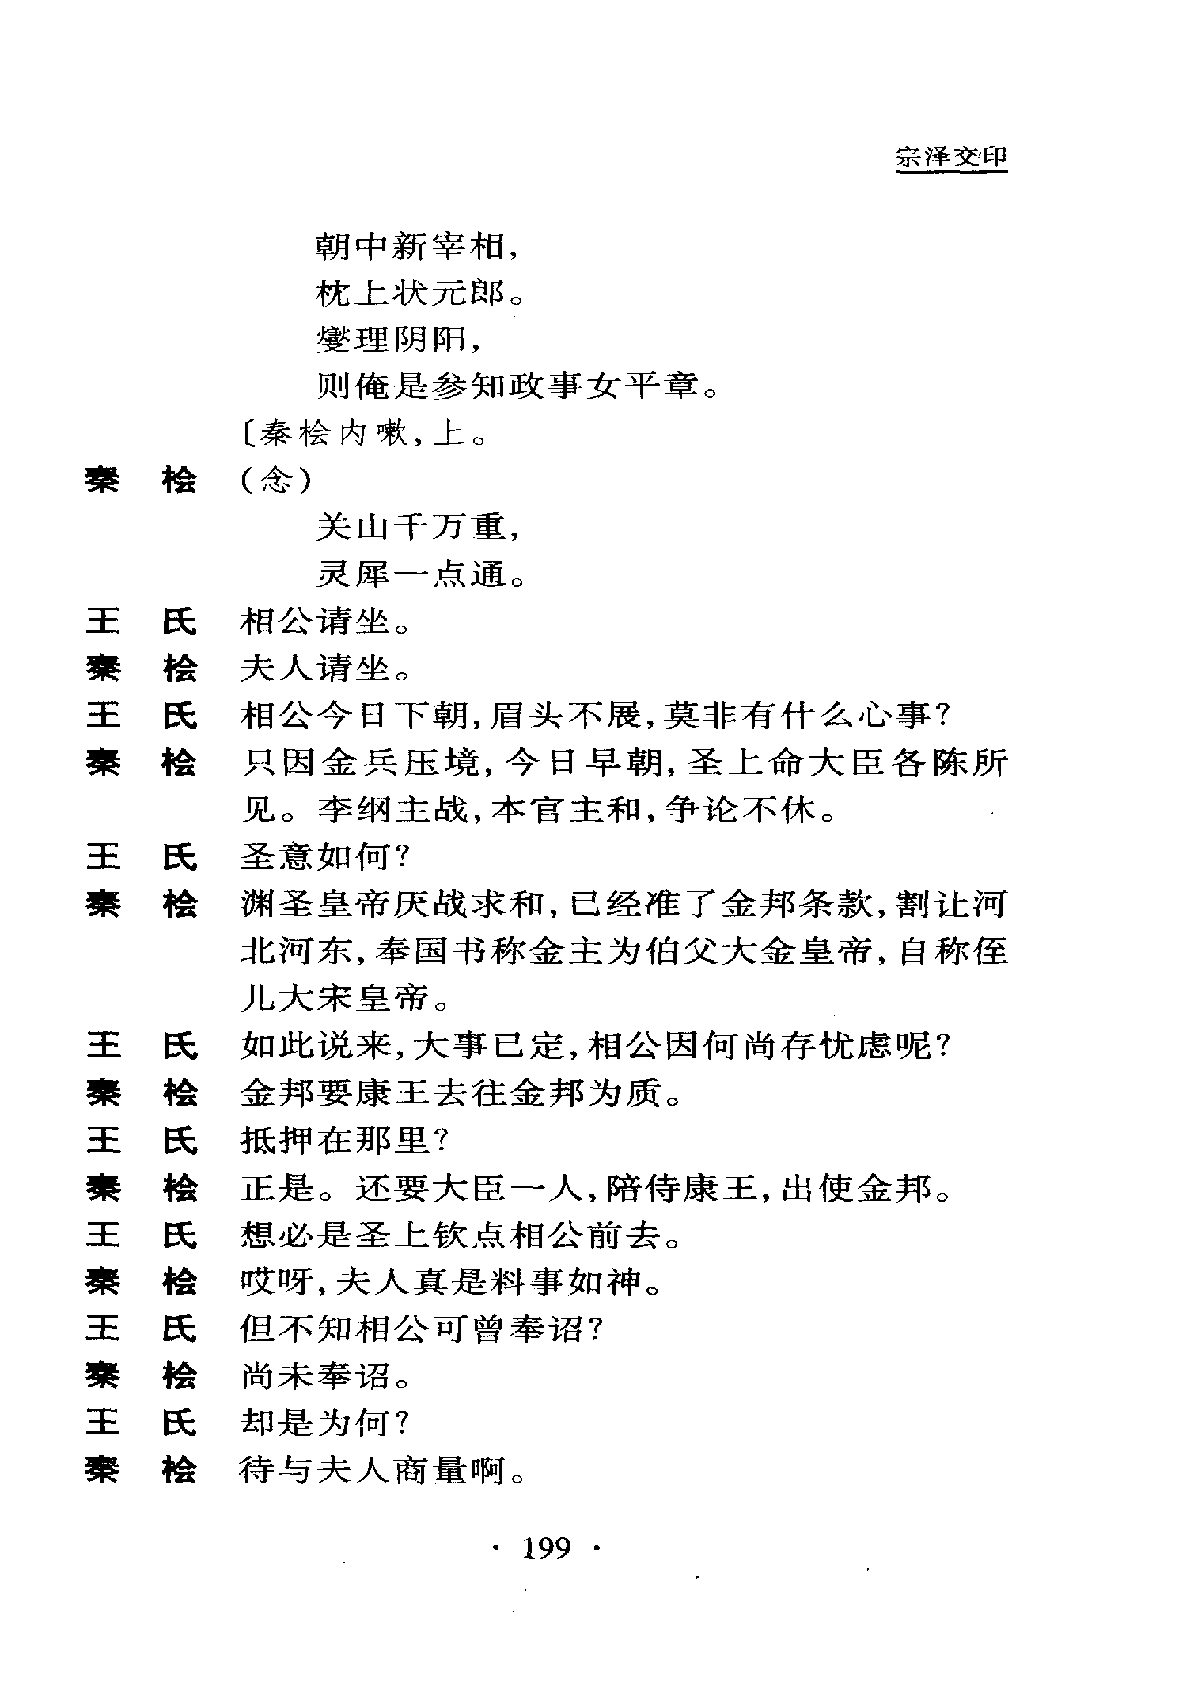 宗泽交印
朝中新宰相，
枕上状元郎。
燮理阴阳，
则俺是参知政事女平章。
〔秦桧内嗽，上。
秦　桧　（念）
关山千万重，
灵犀一点通。
王　氏　相公请坐。
秦　桧　夫人请坐。
王　氏　相公今日下朝，眉头不展，莫非有什么心事？
秦　桧　只因金兵压境，今日早朝，圣上命大臣各陈所
见。李纲主战，本官主和，争论不休。
王　氏　圣意如何？
秦　桧　渊圣皇帝厌战求和，已经准了金邦条款，割让河
北河东，奉国书称金主为伯父大金皇帝，自称侄
儿大宋皇帝。
王　氏　如此说来，大事已定，相公因何尚存忧虑呢？
秦　桧　金邦要康王去往金邦为质。
王　氏　抵押在那里？
秦　桧　正是。还要大臣一人，陪侍康王，出使金邦。
王　氏　想必是圣上钦点相公前去。
秦　桧　哎呀，夫人真是料事如神。
王　氏　但不知相公可曾奉诏？
秦　桧　尚未奉诏。
王　氏　却是为何？
秦　桧　待与夫人商量啊。
· 199 ·